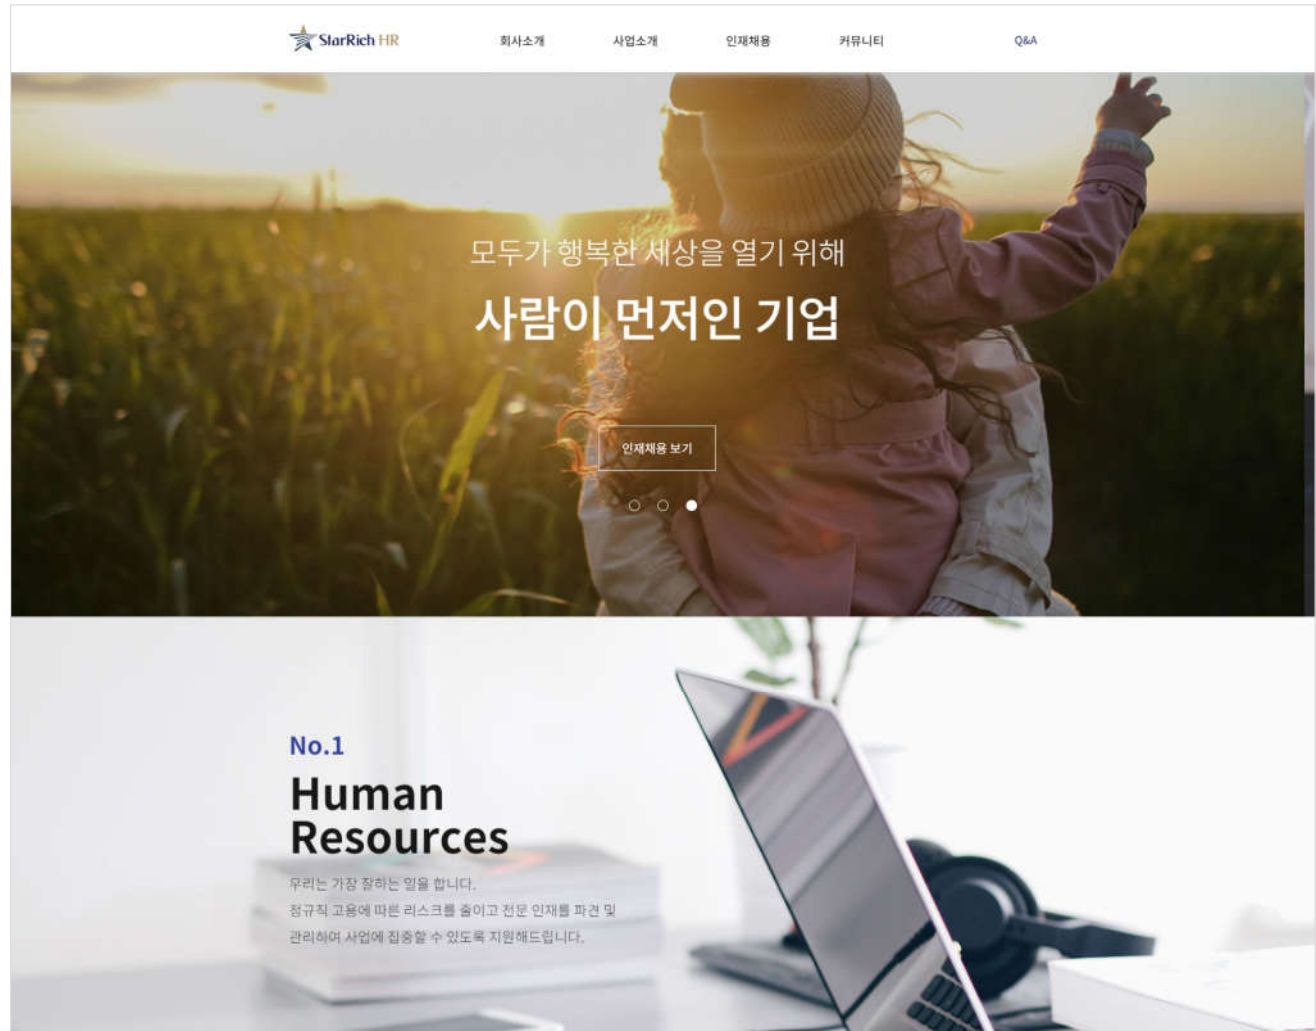 StarRich HR
회사소개
사업소개
인재채용
커뮤니티
Q&A
모두가 행복한 세상을 열기 위해
사람이 먼저인 기업
인재채용 보기
No.1
Human
Resources
우리는 가장 잘하는 일을 합니다.
정규직 고용에 따른 리스크를 줄이고 전문 인재를 파견 및
관리하여 사업에 집중할 수 있도록 지원해드립니다.